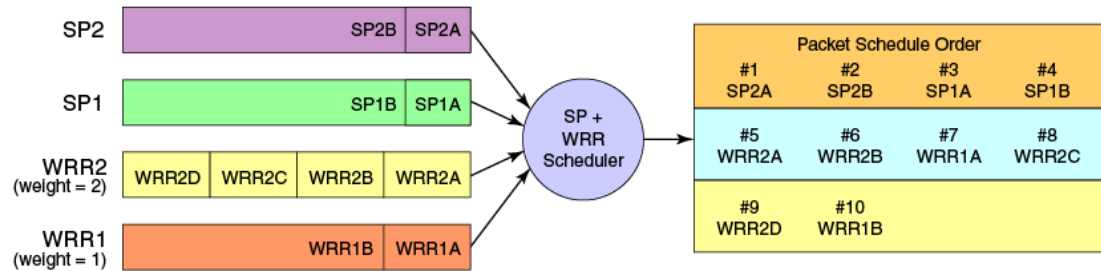 SP2
SP2B SP2A
SP1
SP1B SP1A
WRR2
(weight = 2)
WRR2D WRR2C WRR2B WRR2A
WRR1
(weight = 1)
WRR1B WRR1A
SP +
WRR
Scheduler
Packet Schedule Order
#1 #2 #3 #4
SP2A SP2B SP1A SP1B
#5 #6 #7 #8
WRR2A WRR2B WRR1A WRR2C
#9 #10
WRR2D WRR1B